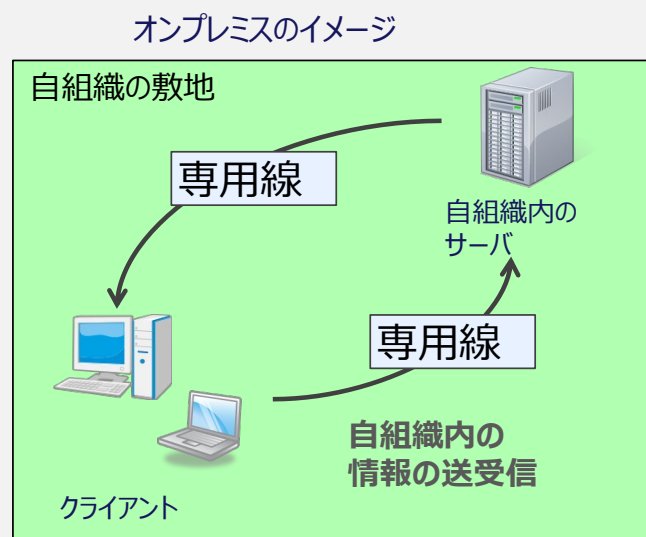 オンプレミスのイメージ
自組織の敷地
専用線
自組織内の
サーバ
専用線
自組織内の
情報の送受信
クライアント